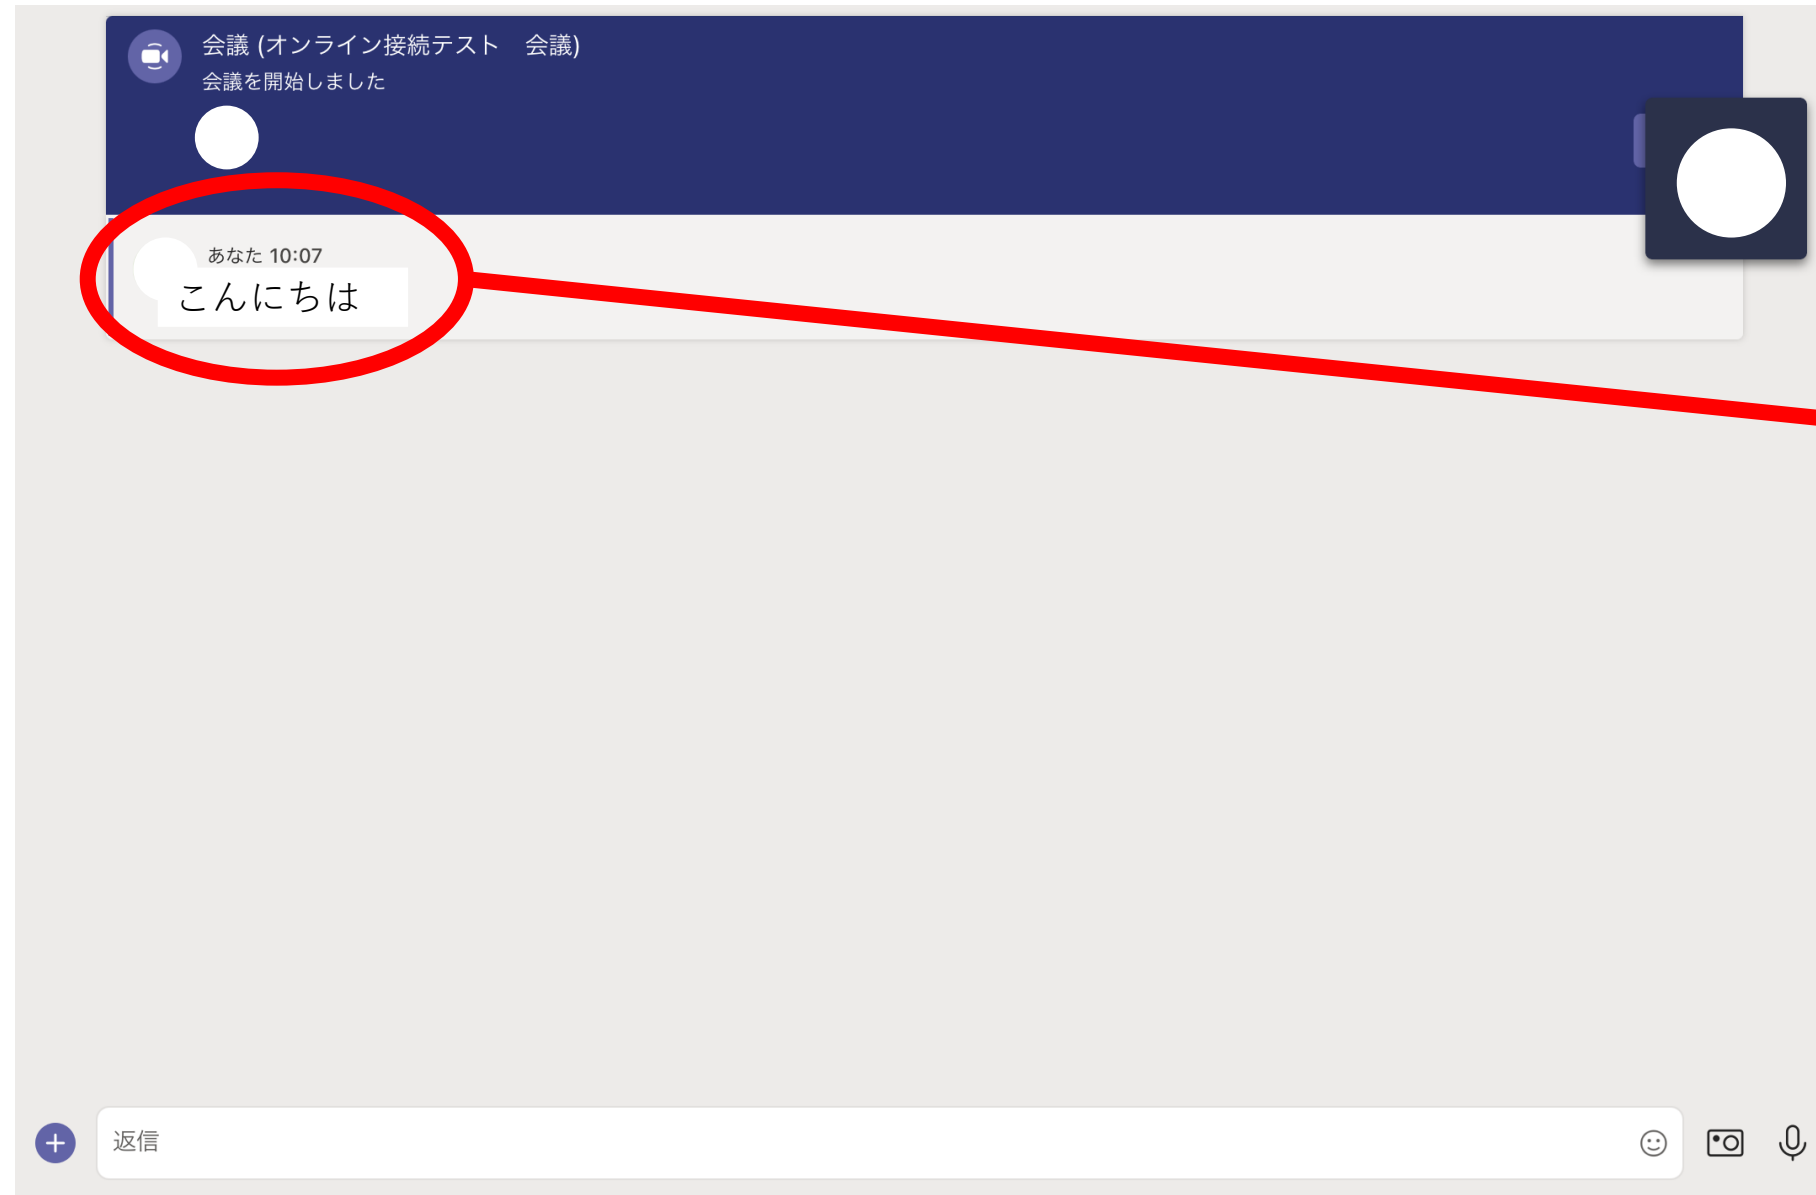 会議 (オンライン接続テスト　会議)
会議を開始しました
あなた 10:07
こんにちは
返信